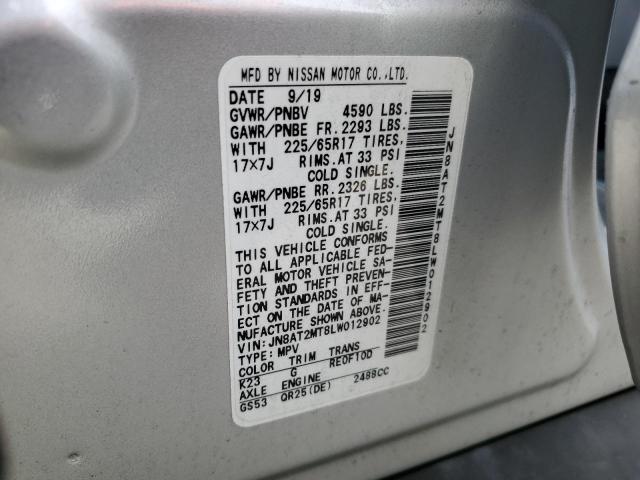 MFD BY NISSAN MOTOR CO.,LTD.
DATE 9/19
GVWR/PNBV 4590 LBS.
GAWR/PNBE FR. 2293 LBS.
WITH 225/65R17 TIRES,
17×7J RIMS.AT 33 PSI
COLD SINGLE.
GAWR/PNBE RR. 2326 LBS.
WITH 225/65R17 TIRES,
17×7J RIMS.AT 33 PSI
COLD SINGLE.
THIS VEHICLE CONFORMS
TO ALL APPLICABLE FED-
ERAL MOTOR VEHICLE SA-
FETY AND THEFT PREVEN-
TION STANDARDS IN EFF-
ECT ON THE DATE OF MA-
NUFACTURE SHOWN ABOVE.
VIN: JN8AT2MT8LW012902
TYPE: MPV
COLOR TRIM TRANS
K23 G RE0F10D
AXLE ENGINE
GS53 QR25(DE) 2488CC
JN8AT2MT8LW012902